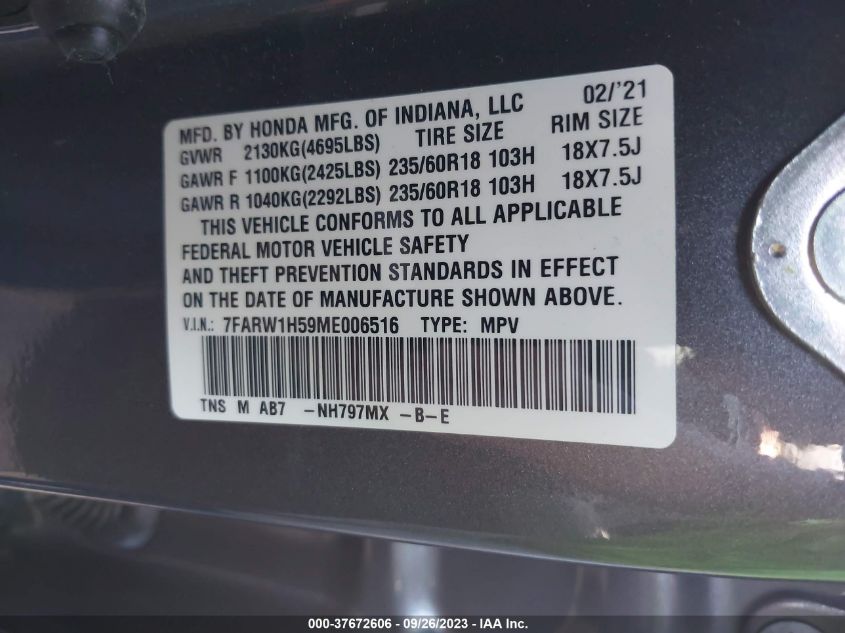 02/'21
MFD. BY HONDA MFG. OF INDIANA, LLC
GVWR 2130KG(4695LBS) TIRE SIZE RIM SIZE
GAWR F 1100KG(2425LBS) 235/60R18 103H 18X7.5J
GAWR R 1040KG(2292LBS) 235/60R18 103H 18X7.5J
THIS VEHICLE CONFORMS TO ALL APPLICABLE
FEDERAL MOTOR VEHICLE SAFETY
AND THEFT PREVENTION STANDARDS IN EFFECT
ON THE DATE OF MANUFACTURE SHOWN ABOVE.
V.I.N.: 7FARW1H59ME006516 TYPE: MPV
TNS M AB7 -NH797MX -B-E
000-37672606 - 09/26/2023 - IAA Inc.